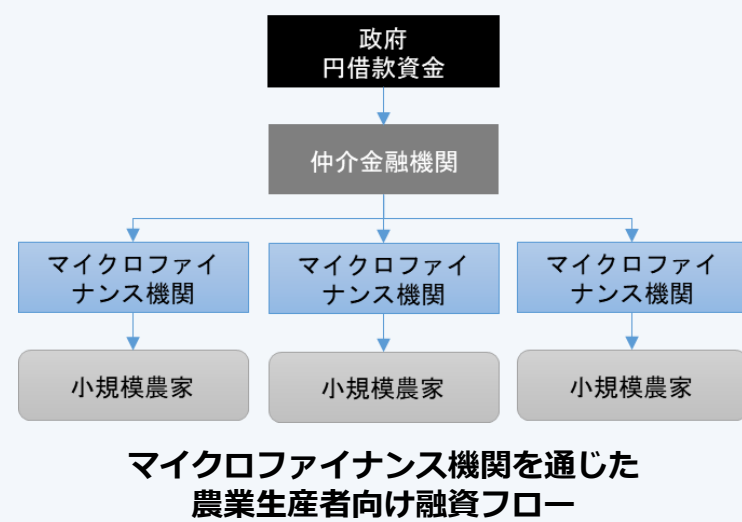 政府
円借款資金
仲介金融機関
マイクロファイ
ナンス機関
マイクロファイ
ナンス機関
マイクロファイ
ナンス機関
小規模農家
小規模農家
小規模農家
マイクロファイナンス機関を通じた
農業生産者向け融資フロー